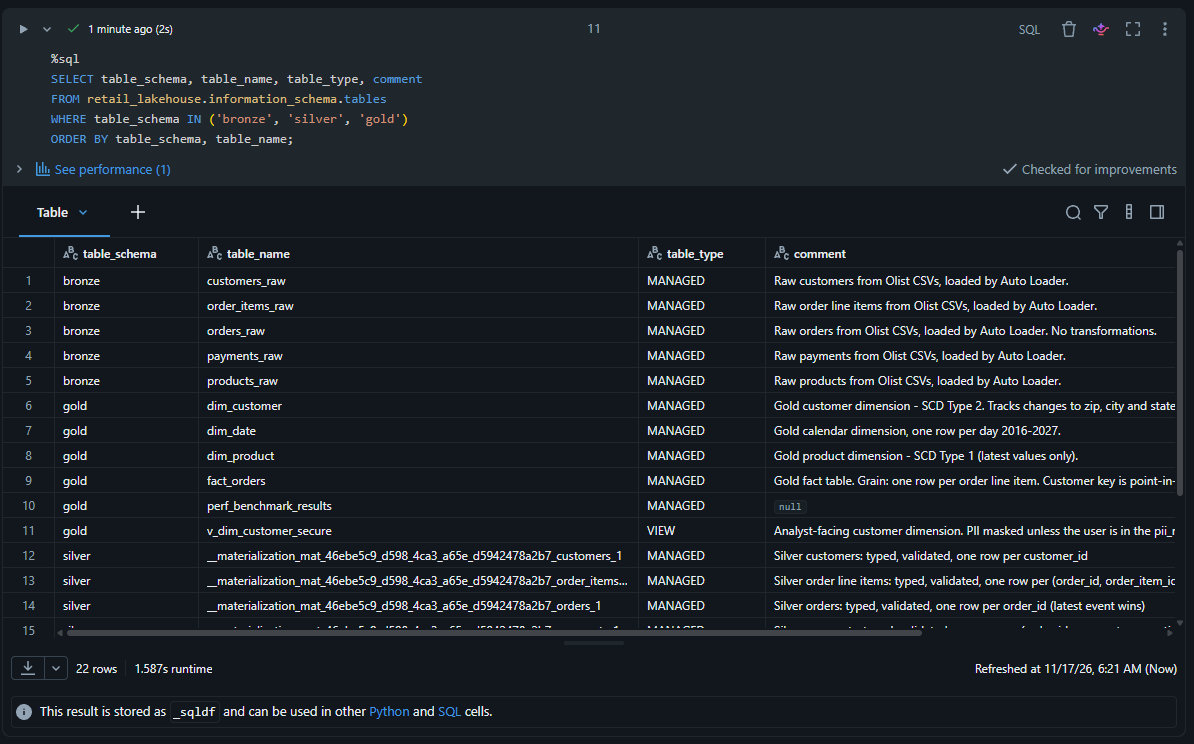 1 minute ago (2s)
11
SQL
%sql
SELECT table_schema, table_name, table_type, comment
FROM retail_lakehouse.information_schema.tables
WHERE table_schema IN ('bronze', 'silver', 'gold')
ORDER BY table_schema, table_name;
See performance (1)
Checked for improvements
Table
table_schema table_name table_type comment
1 bronze customers_raw MANAGED Raw customers from Olist CSVs, loaded by Auto Loader.
2 bronze order_items_raw MANAGED Raw order line items from Olist CSVs, loaded by Auto Loader.
3 bronze orders_raw MANAGED Raw orders from Olist CSVs, loaded by Auto Loader. No transformations.
4 bronze payments_raw MANAGED Raw payments from Olist CSVs, loaded by Auto Loader.
5 bronze products_raw MANAGED Raw products from Olist CSVs, loaded by Auto Loader.
6 gold dim_customer MANAGED Gold customer dimension - SCD Type 2. Tracks changes to zip, city and state
7 gold dim_date MANAGED Gold calendar dimension, one row per day 2016-2027.
8 gold dim_product MANAGED Gold product dimension - SCD Type 1 (latest values only).
9 gold fact_orders MANAGED Gold fact table. Grain: one row per order line item. Customer key is point-in-
10 gold perf_benchmark_results MANAGED null
11 gold v_dim_customer_secure VIEW Analyst-facing customer dimension. PII masked unless the user is in the pii_r
12 silver __materialization_mat_46ebe5c9_d598_4ca3_a65e_d5942478a2b7_customers_1 MANAGED Silver customers: typed, validated, one row per customer_id
13 silver __materialization_mat_46ebe5c9_d598_4ca3_a65e_d5942478a2b7_order_items... MANAGED Silver order line items: typed, validated, one row per (order_id, order_item_ic
14 silver __materialization_mat_46ebe5c9_d598_4ca3_a65e_d5942478a2b7_orders_1 MANAGED Silver orders: typed, validated, one row per order_id (latest event wins)
15
22 rows 1.587s runtime
Refreshed at 11/17/26, 6:21 AM (Now)
This result is stored as _sqldf and can be used in other Python and SQL cells.